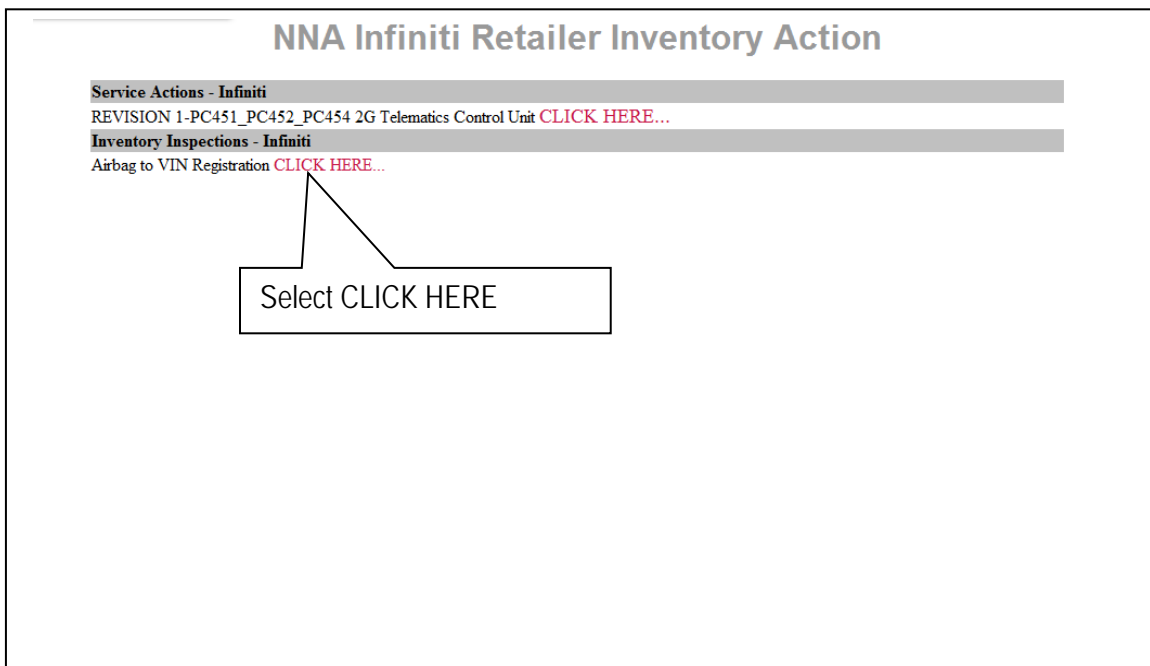 NNA Infiniti Retailer Inventory Action
Service Actions - Infiniti
REVISION 1-PC451_PC452_PC454 2G Telematics Control Unit CLICK HERE...
Inventory Inspections - Infiniti
Airbag to VIN Registration CLICK HERE...
Select CLICK HERE